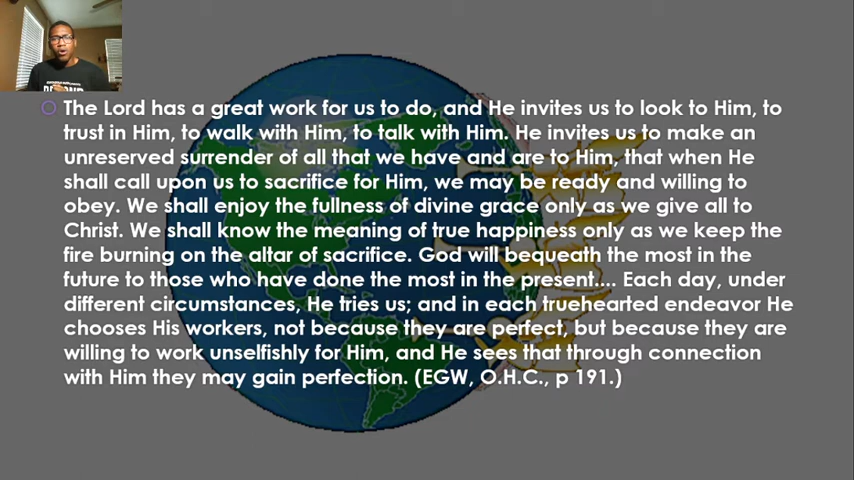 The Lord has a great work for us to do, and He invites us to look to Him, to
trust in Him, to walk with Him, to talk with Him. He invites us to make an
unreserved surrender of all that we have and are to Him, that when He
shall call upon us to sacrifice for Him, we may be ready and willing to
obey. We shall enjoy the fullness of divine grace only as we give all to
Christ. We shall know the meaning of true happiness only as we keep the
fire burning on the altar of sacrifice. God will bequeath the most in the
future to those who have done the most in the present.... Each day, under
different circumstances, He tries us; and in each truehearted endeavor He
chooses His workers, not because they are perfect, but because they are
willing to work unselfishly for Him, and He sees that through connection
with Him they may gain perfection. (EGW, O.H.C., p 191.)